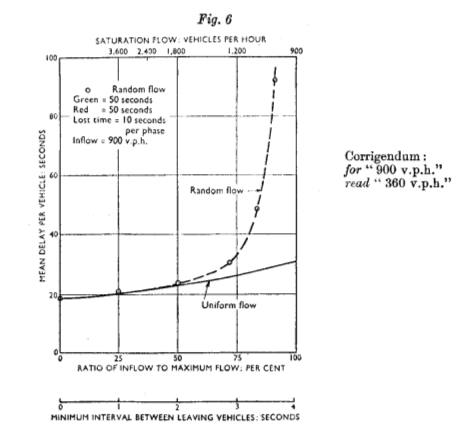 Fig. 6
SATURATION FLOW: VEHICLES PER HOUR
3,600 2,400 1,800 1,200 900
100
80
60
40
20
0
MEAN DELAY PER VEHICLE: SECONDS
o Random flow
Green = 50 seconds
Red = 50 seconds
Lost time = 10 seconds
per phase
Inflow = 900 v.p.h.
Random flow
Uniform flow
0 25 50 75 100
RATIO OF INFLOW TO MAXIMUM FLOW: PER CENT
0 1 2 3 4
MINIMUM INTERVAL BETWEEN LEAVING VEHICLES: SECONDS
Corrigendum:
for "900 v.p.h."
read "360 v.p.h."